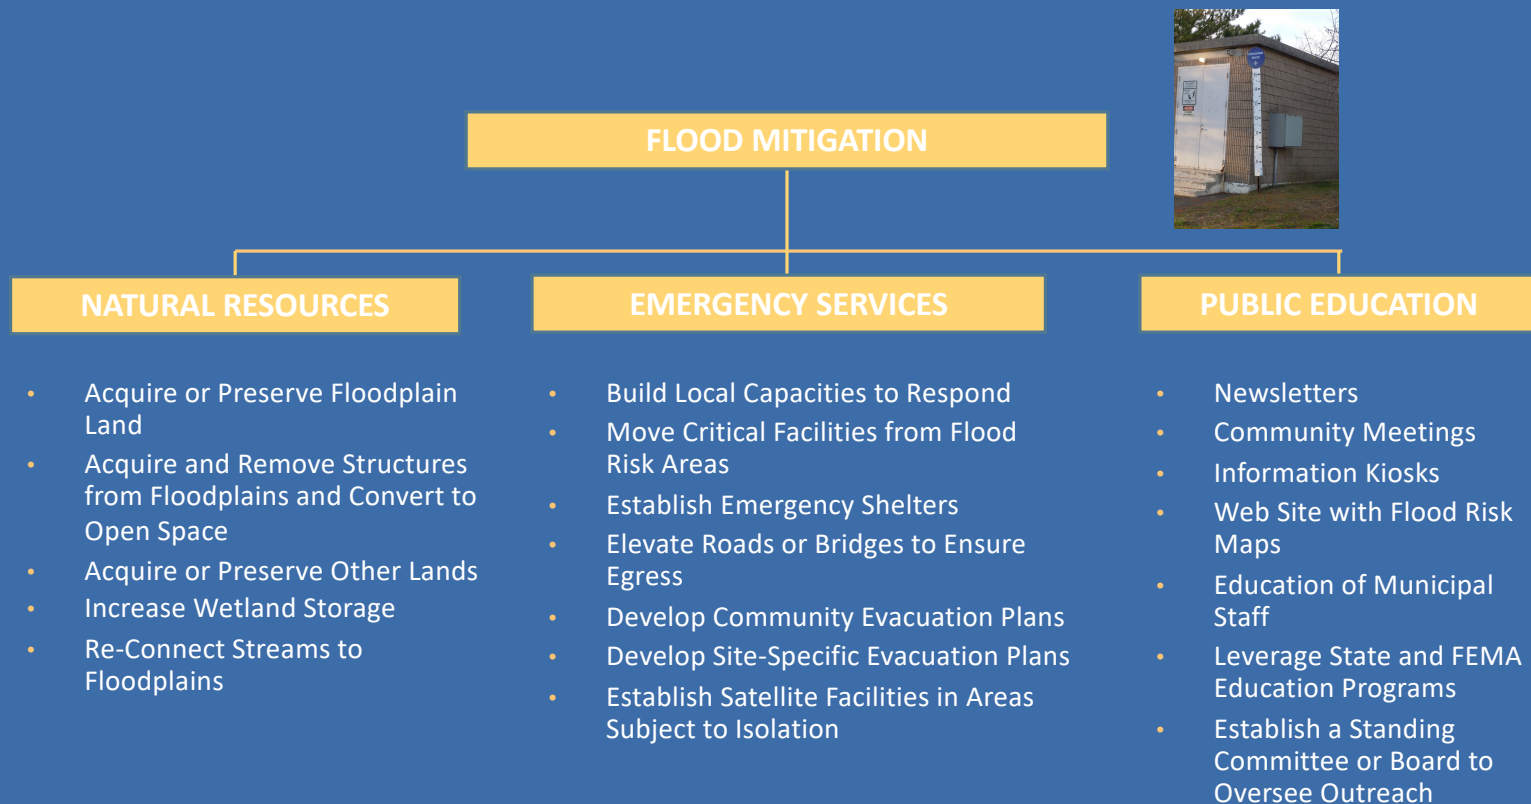 FLOOD MITIGATION
NATURAL RESOURCES
• Acquire or Preserve Floodplain
Land
• Acquire and Remove Structures
from Floodplains and Convert to
Open Space
• Acquire or Preserve Other Lands
• Increase Wetland Storage
• Re-Connect Streams to
Floodplains
EMERGENCY SERVICES
• Build Local Capacities to Respond
• Move Critical Facilities from Flood
Risk Areas
• Establish Emergency Shelters
• Elevate Roads or Bridges to Ensure
Egress
• Develop Community Evacuation Plans
• Develop Site-Specific Evacuation Plans
• Establish Satellite Facilities in Areas
Subject to Isolation
PUBLIC EDUCATION
• Newsletters
• Community Meetings
• Information Kiosks
• Web Site with Flood Risk
Maps
• Education of Municipal
Staff
• Leverage State and FEMA
Education Programs
• Establish a Standing
Committee or Board to
Oversee Outreach